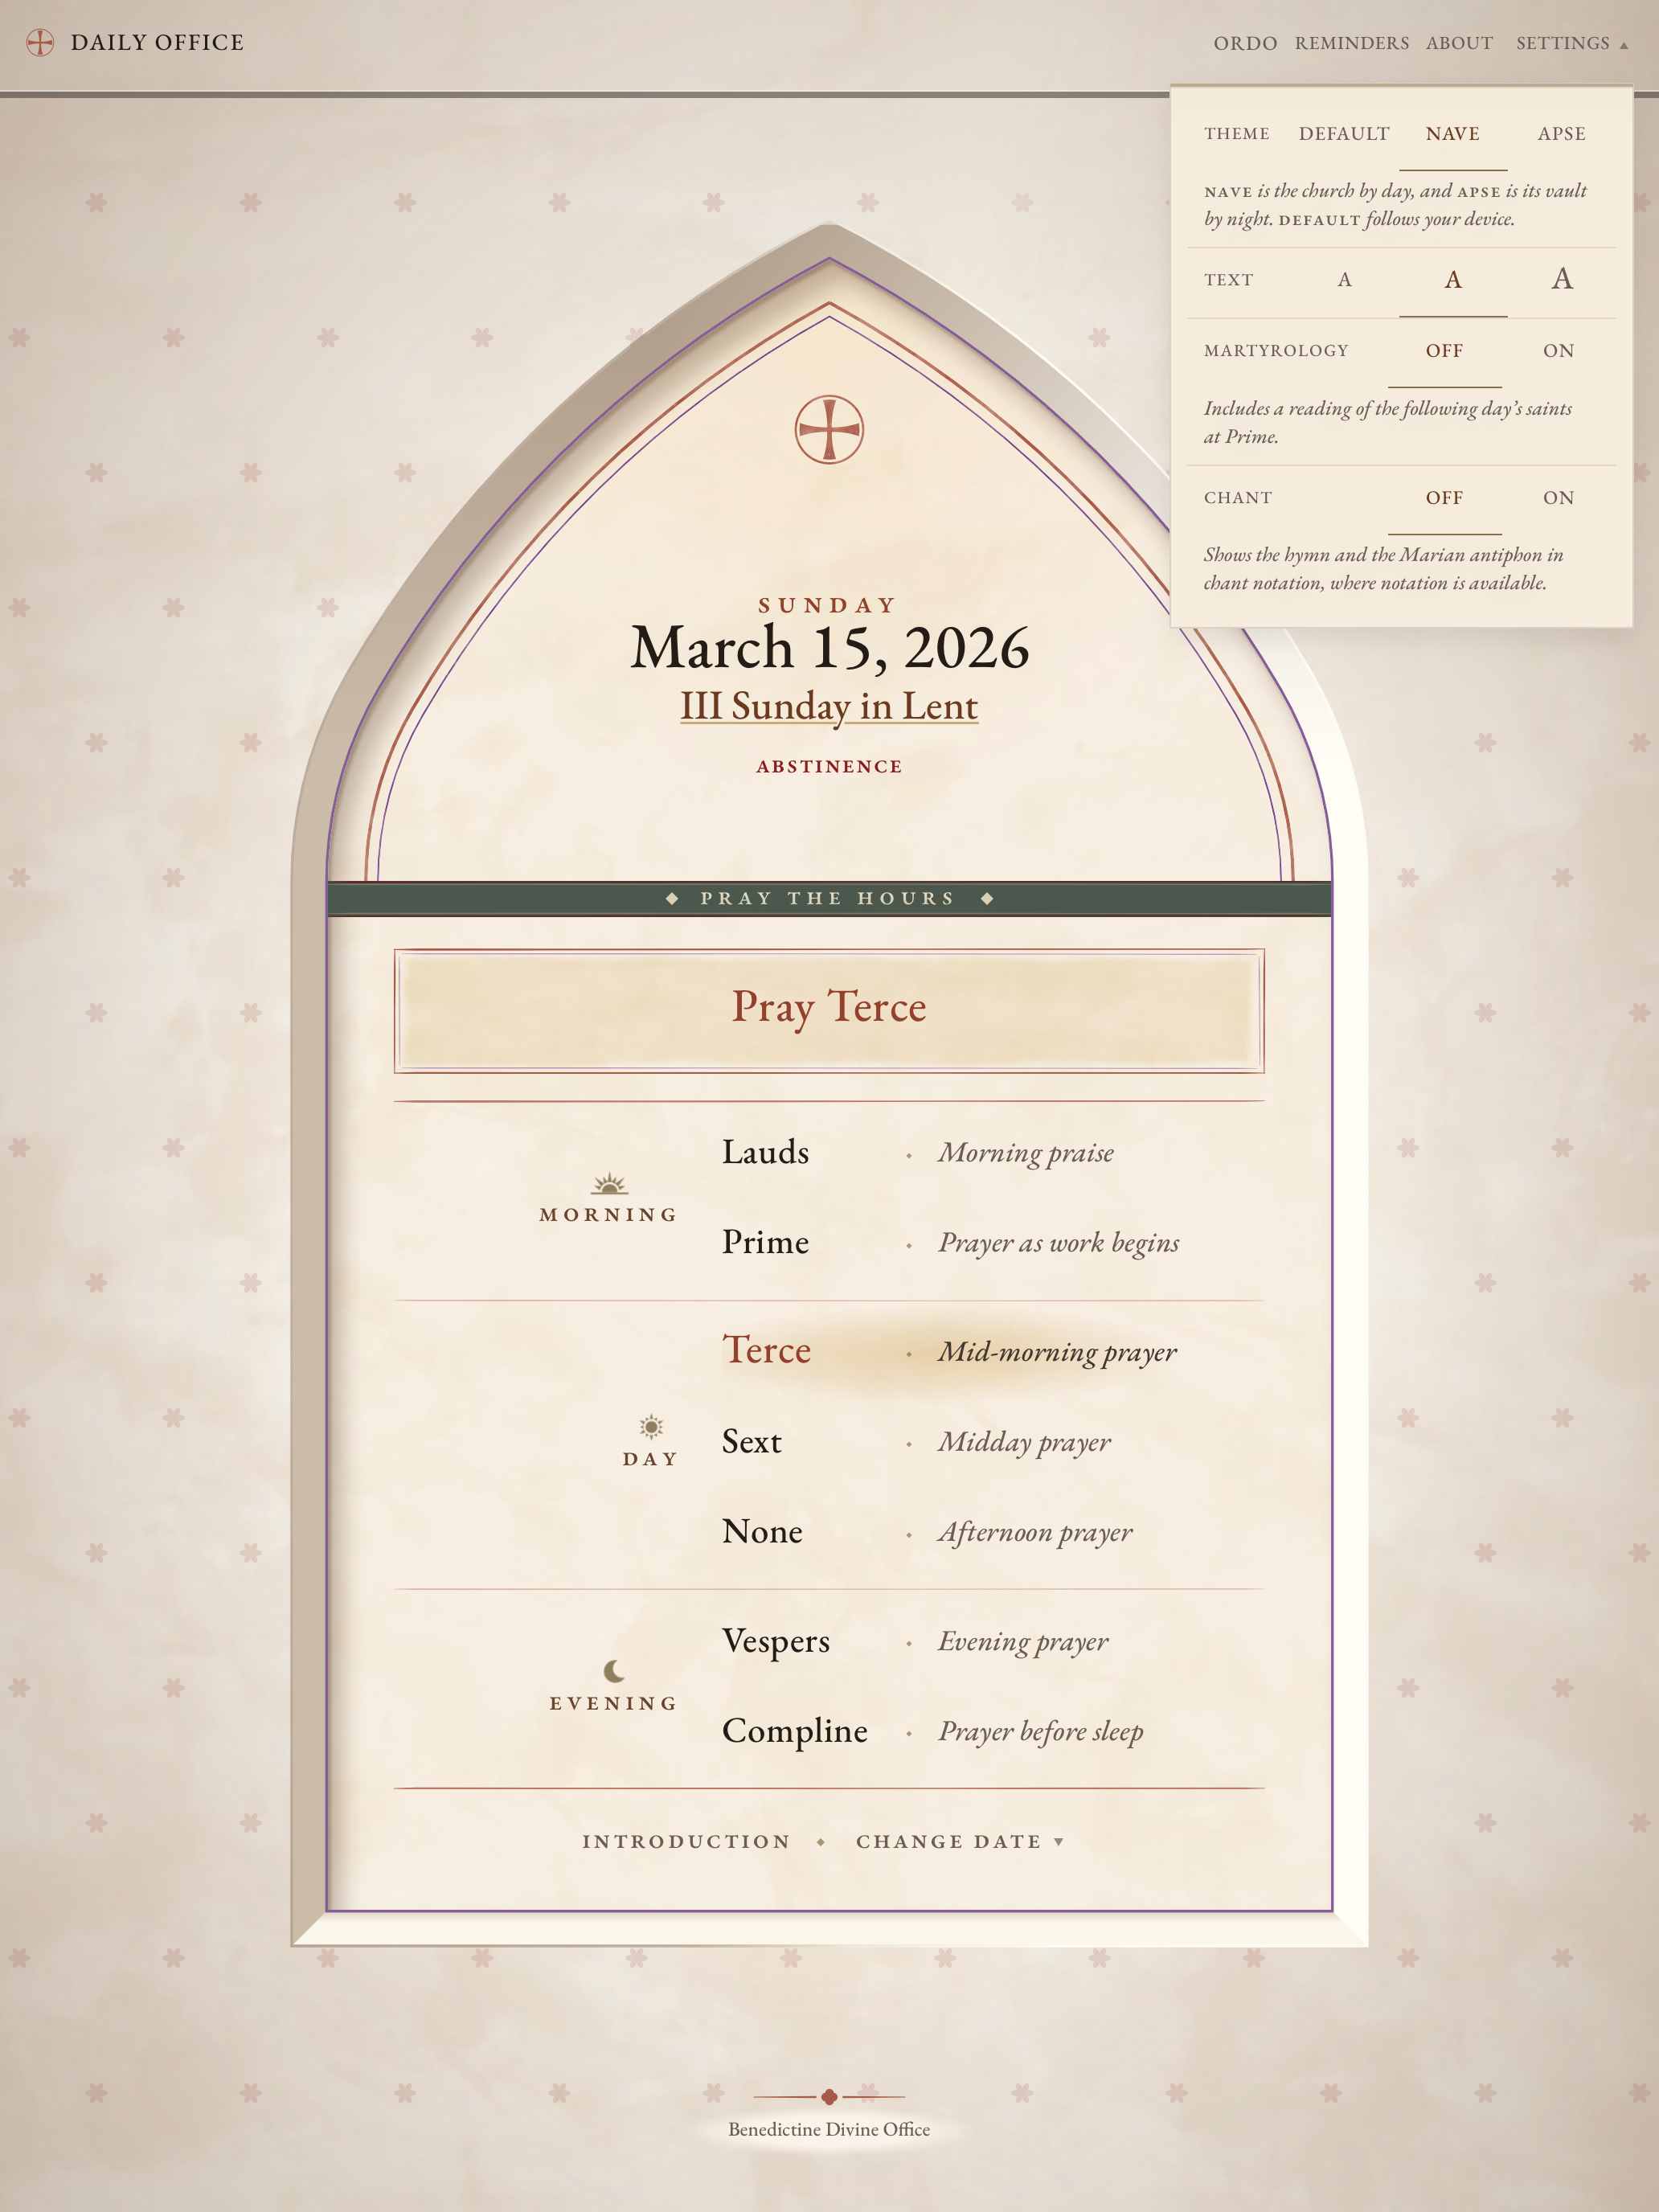 DAILY OFFICE
ORDO REMINDERS ABOUT SETTINGS ▲
THEME DEFAULT NAVE APSE
NAVE is the church by day, and APSE is its vault
by night. DEFAULT follows your device.
TEXT A A A
MARTYROLOGY OFF ON
Includes a reading of the following day’s saints
at Prime.
CHANT OFF ON
Shows the hymn and the Marian antiphon in
chant notation, where notation is available.
SUNDAY
March 15, 2026
III Sunday in Lent
ABSTINENCE
◆ PRAY THE HOURS ◆
Pray Terce
MORNING
Lauds • Morning praise
Prime • Prayer as work begins
DAY
Terce • Mid-morning prayer
Sext • Midday prayer
None • Afternoon prayer
EVENING
Vespers • Evening prayer
Compline • Prayer before sleep
INTRODUCTION ◆ CHANGE DATE ▼
Benedictine Divine Office